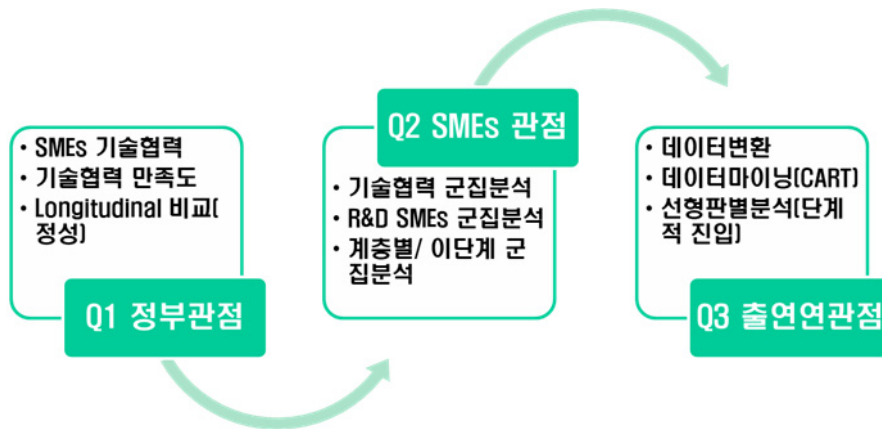 • SMEs 기술협력
• 기술협력 만족도
• Longitudinal 비교(
정성)
Q1 정부관점
Q2 SMEs 관점
• 기술협력 군집분석
• R&D SMEs 군집분석
• 계층별/ 이단계 군
집분석
• 데이터변환
• 데이터마이닝(CART)
• 선형판별분석(단계
적 진입)
Q3 출연연관점